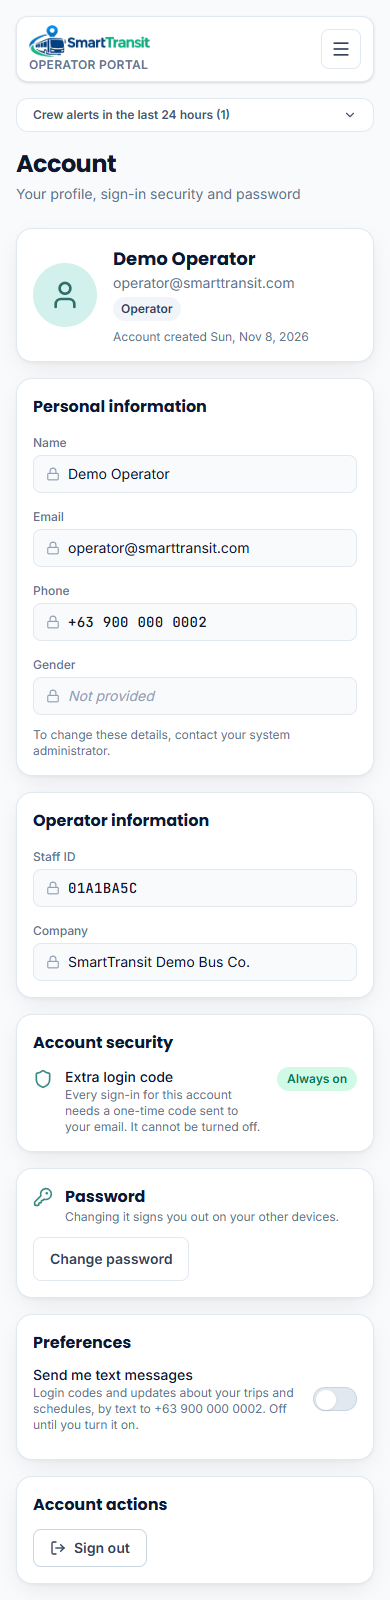 SmartTransit
OPERATOR PORTAL
Crew alerts in the last 24 hours (1)
Account
Your profile, sign-in security and password
Demo Operator
operator@smarttransit.com
Operator
Account created Sun, Nov 8, 2026
Personal information
Name
Demo Operator
Email
operator@smarttransit.com
Phone
+63 900 000 0002
Gender
Not provided
To change these details, contact your system
administrator.
Operator information
Staff ID
01A1BA5C
Company
SmartTransit Demo Bus Co.
Account security
Extra login code
Always on
Every sign-in for this account
needs a one-time code sent to
your email. It cannot be turned off.
Password
Changing it signs you out on your other devices.
Change password
Preferences
Send me text messages
Login codes and updates about your trips and
schedules, by text to +63 900 000 0002. Off
until you turn it on.
Account actions
Sign out